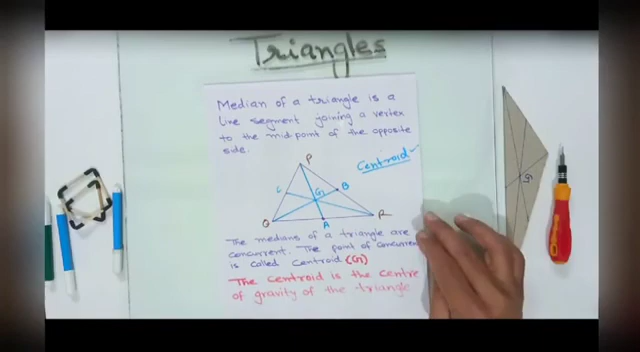 Triangles
Median of a triangle is a
line segment joining a vertex
to the mid point of the opposite
side.
Centroid
P
C
G
B
Q
A
R
G
The medians of a triangle are
concurrent. The point of concurrence
is called centroid (G)
The centroid is the centre
of gravity of the triangle